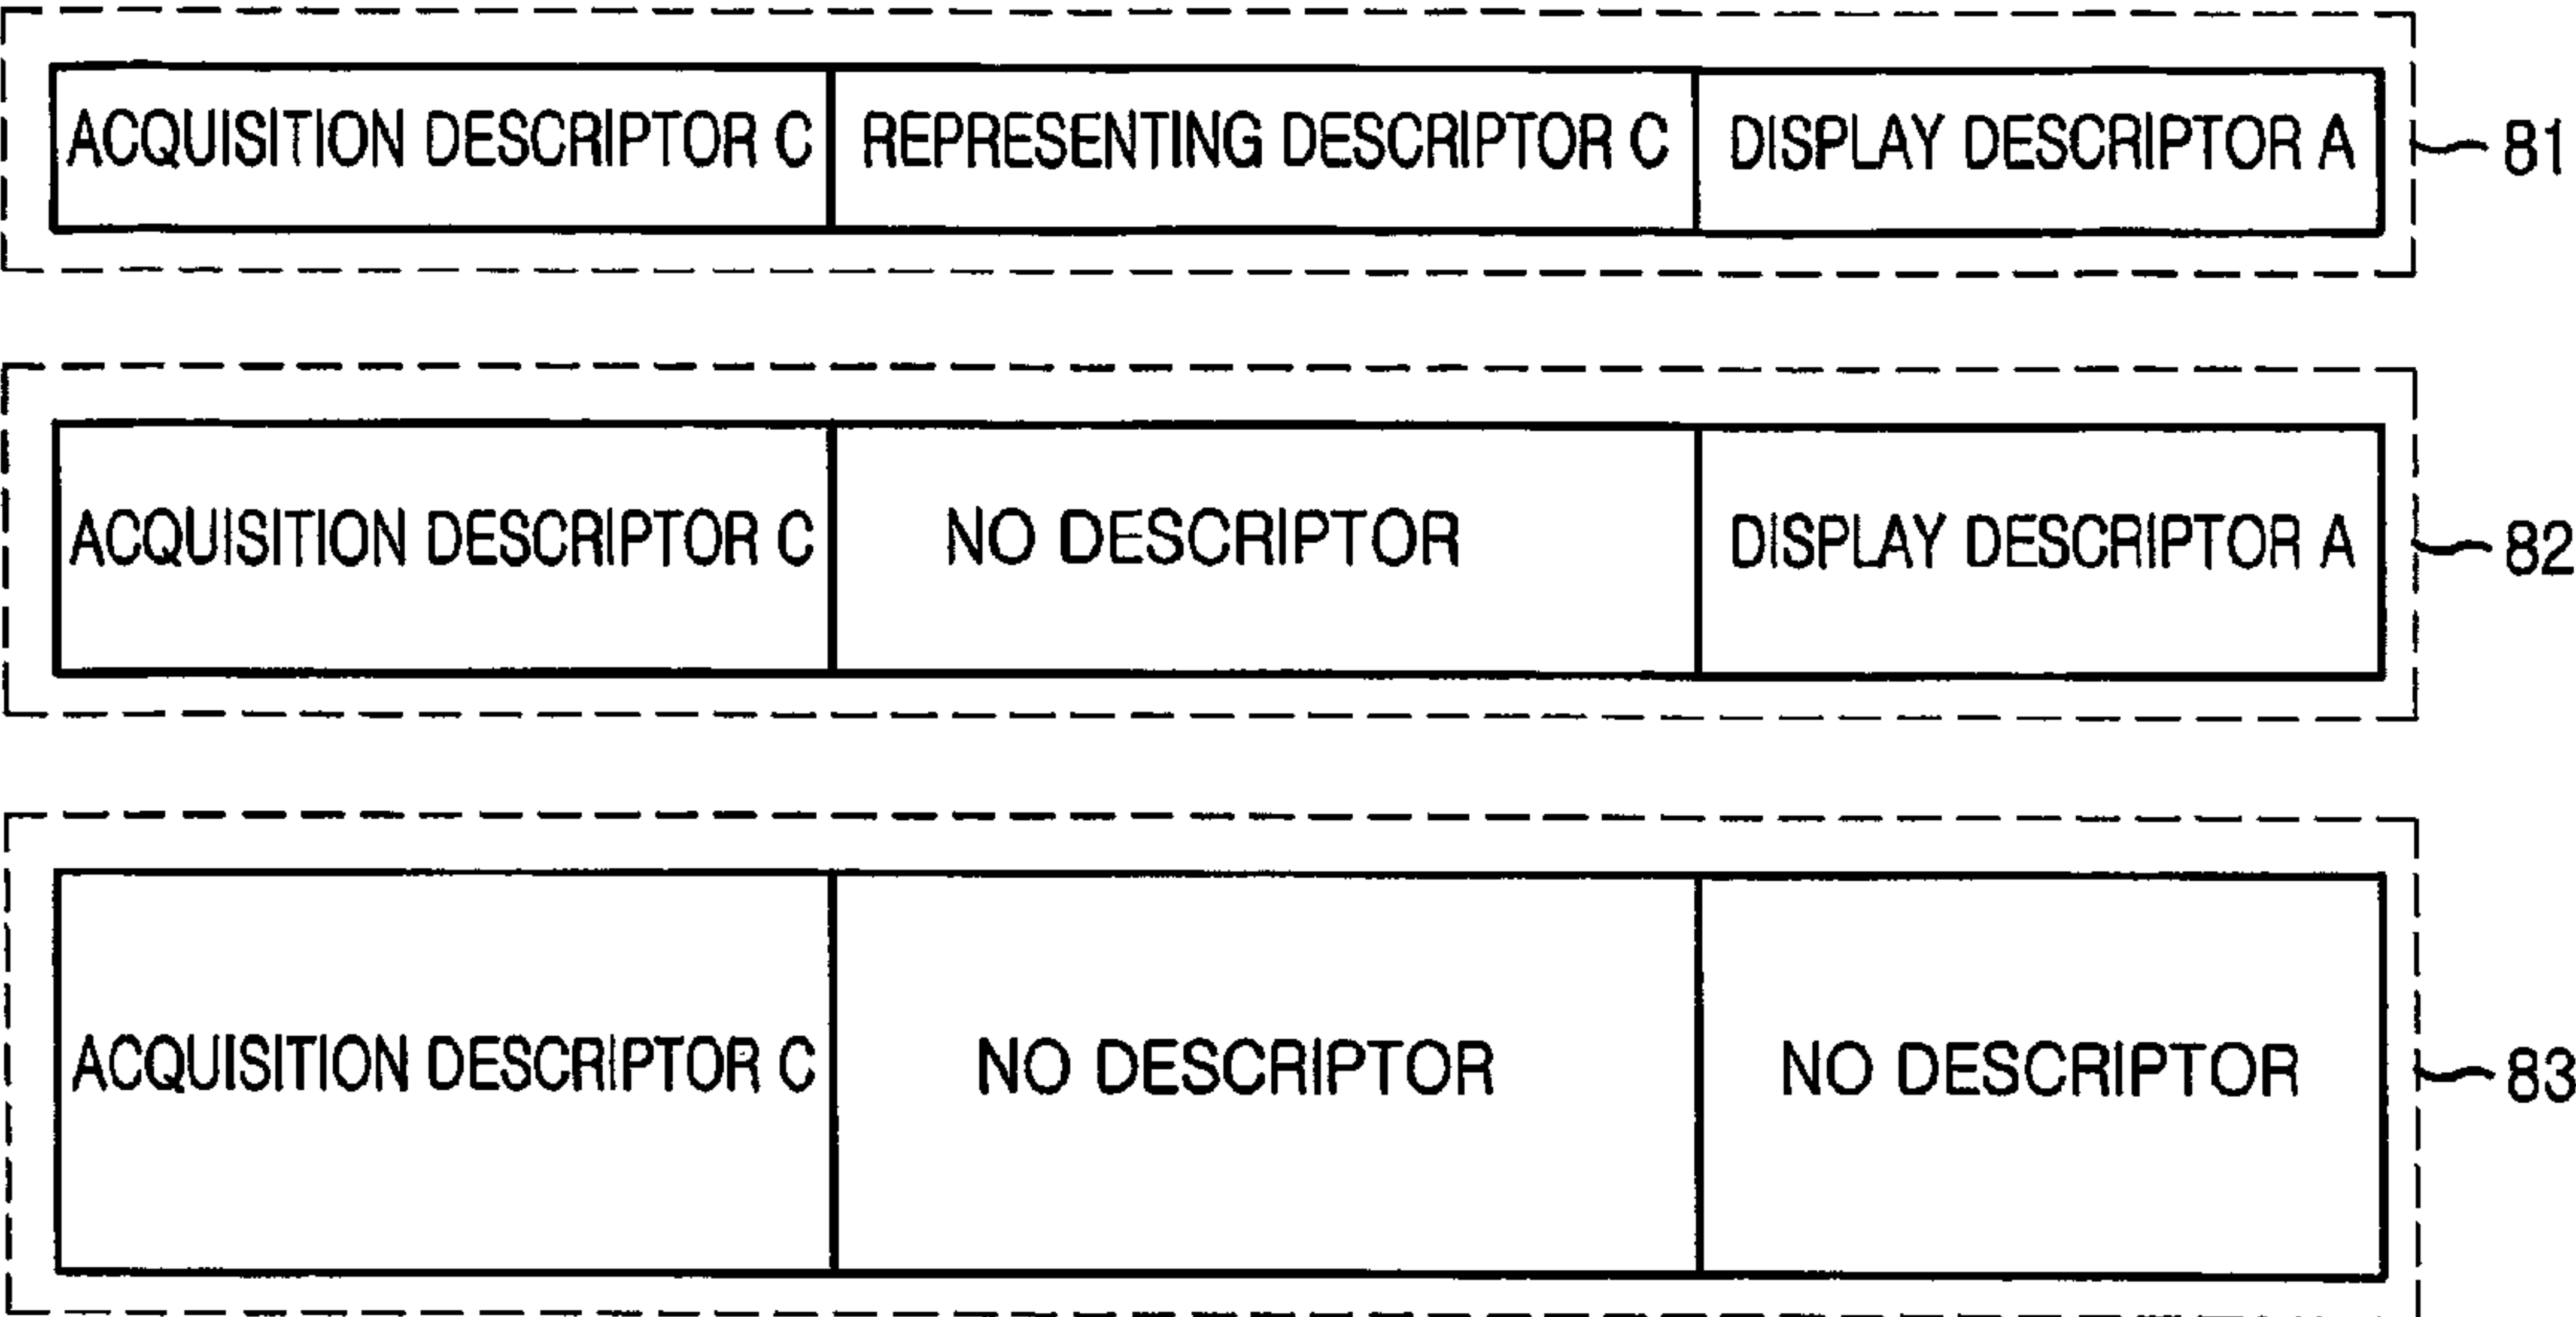 ACQUISITION DESCRIPTOR C REPRESENTING DESCRIPTOR C DISPLAY DESCRIPTOR A 81
ACQUISITION DESCRIPTOR C NO DESCRIPTOR DISPLAY DESCRIPTOR A 82
ACQUISITION DESCRIPTOR C NO DESCRIPTOR NO DESCRIPTOR 83